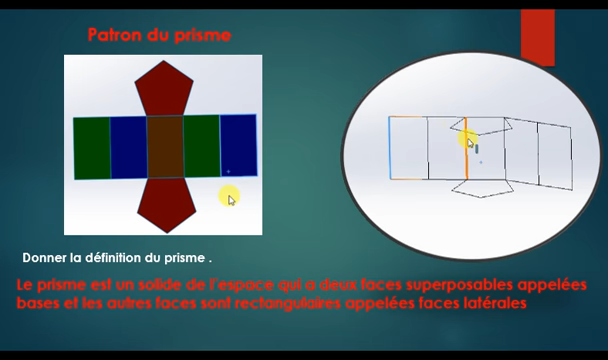 Patron du prisme
Donner la définition du prisme .
Le prisme est un solide de l'espace qui a deux faces superposables appelées
bases et les autres faces sont rectangulaires appelées faces latérales